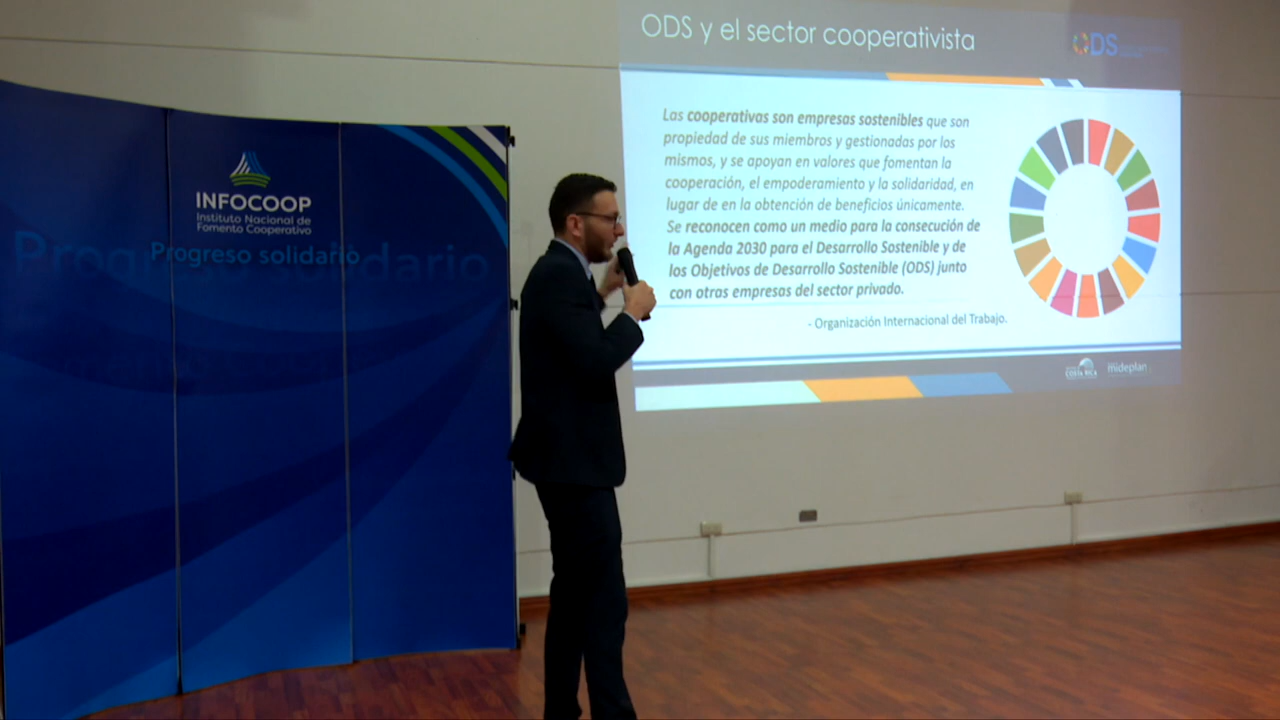 ODS y el sector cooperativista
ODS
Las cooperativas son empresas sostenibles que son
propiedad de sus miembros y gestionadas por los
mismos, y se apoyan en valores que fomentan la
cooperación, el empoderamiento y la solidaridad, en
lugar de en la obtención de beneficios únicamente.
Se reconocen como un medio para la consecución de
la Agenda 2030 para el Desarrollo Sostenible y de
los Objetivos de Desarrollo Sostenible (ODS) junto
con otras empresas del sector privado.
- Organización Internacional del Trabajo.
COSTA RICA
mideplan
INFOCOOP
Instituto Nacional de
Fomento Cooperativo
Progreso solidario